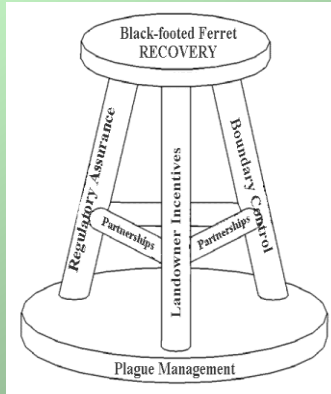 Black-footed Ferret
RECOVERY
Regulatory Assurance
Landowner Incentives
Boundary Control
Partnerships
Partnerships
Plague Management